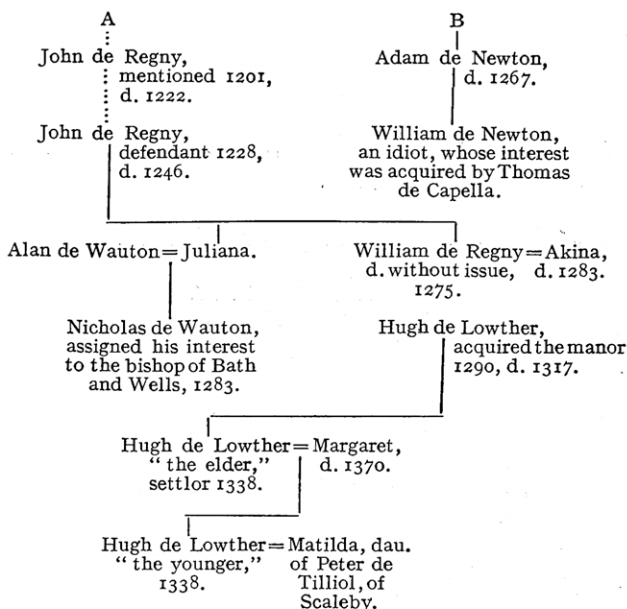 A
John de Regny,
mentioned 1201,
d. 1222.
John de Regny,
defendant 1228,
d. 1246.
B
Adam de Newton,
d. 1267.
William de Newton,
an idiot, whose interest
was acquired by Thomas
de Capella.
Alan de Wauton=Juliana.
William de Regny=Akina,
d. without issue, d. 1283.
1275.
Nicholas de Wauton,
assigned his interest
to the bishop of Bath
and Wells, 1283.
Hugh de Lowther,
acquired the manor
1290, d. 1317.
Hugh de Lowther=Margaret,
"the elder," d. 1370.
settlor 1338.
Hugh de Lowther=Matilda, dau.
"the younger," of Peter de
1338. Tilliol, of
Scaleby.